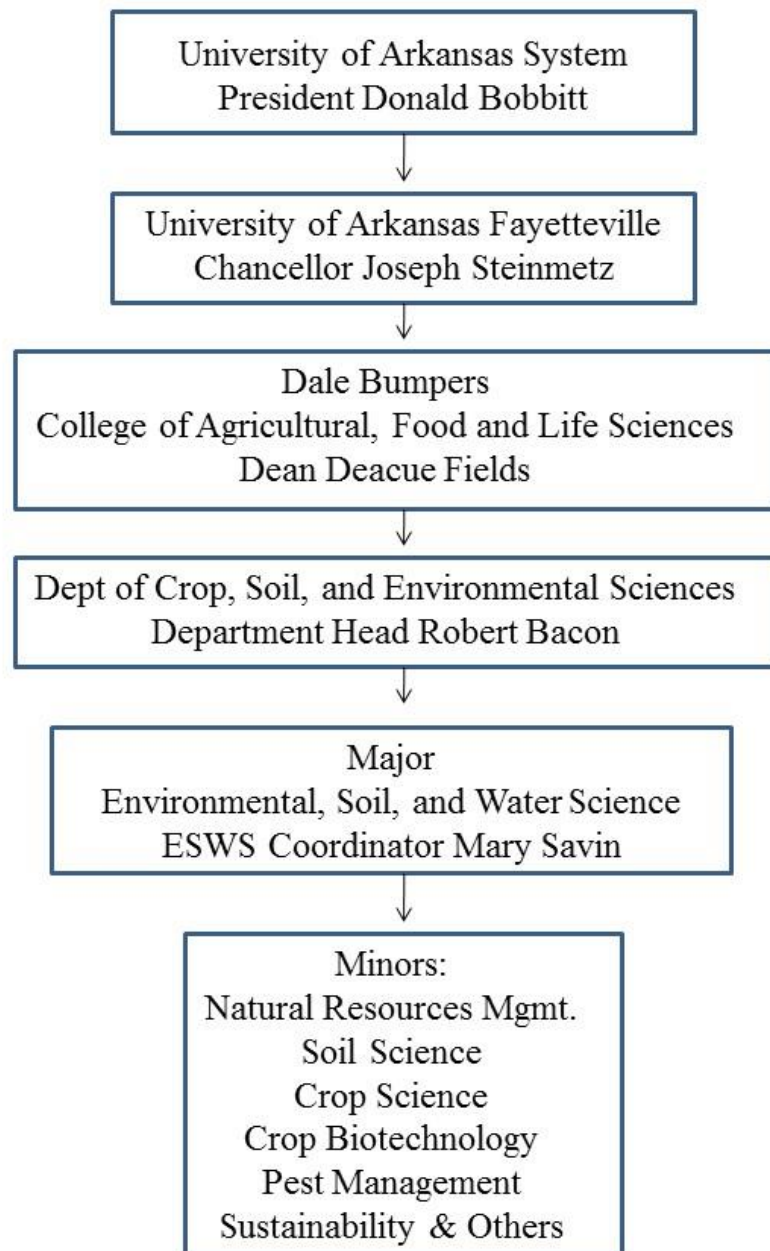 University of Arkansas System
President Donald Bobbitt
University of Arkansas Fayetteville
Chancellor Joseph Steinmetz
Dale Bumpers
College of Agricultural, Food and Life Sciences
Dean Deacue Fields
Dept of Crop, Soil, and Environmental Sciences
Department Head Robert Bacon
Major
Environmental, Soil, and Water Science
ESWS Coordinator Mary Savin
Minors:
Natural Resources Mgmt.
Soil Science
Crop Science
Crop Biotechnology
Pest Management
Sustainability & Others